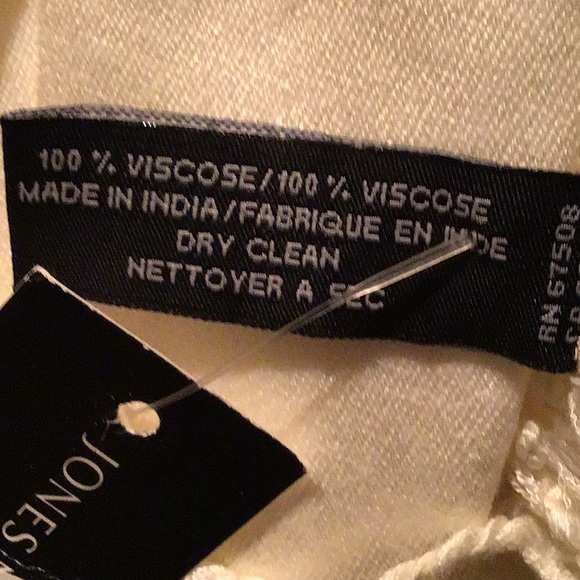 100 % VISCOSE/100 % VISCOSE
MADE IN INDIA/FABRIQUE EN INDE
DRY CLEAN
NETTOYER A SEC
RN 67508
JONES